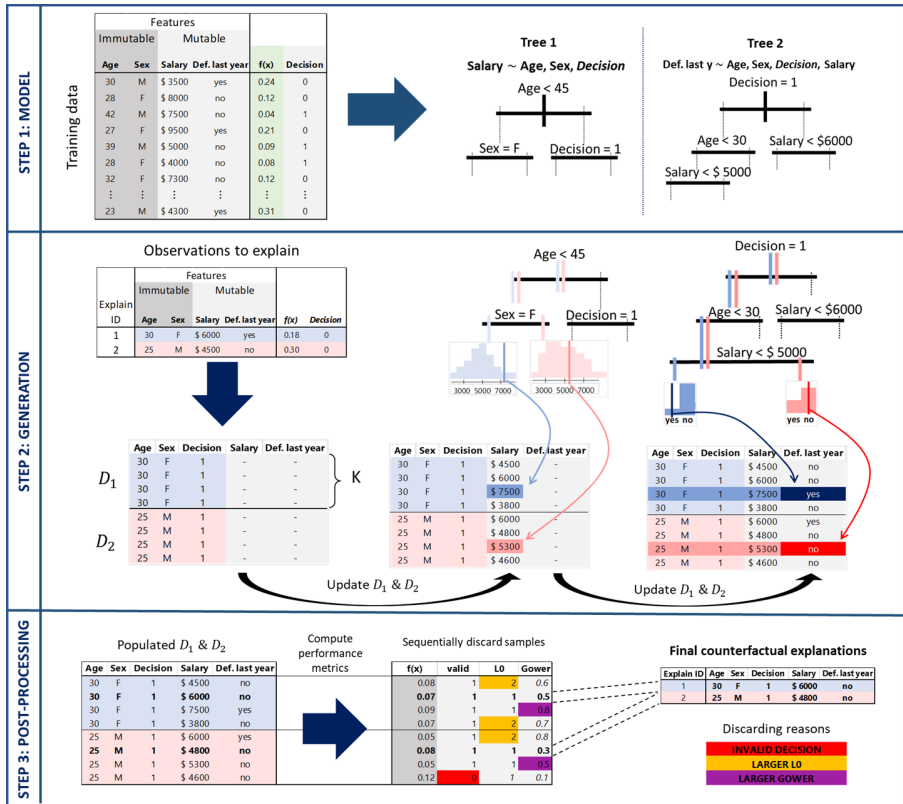 STEP 1: MODEL
Training data
Features
Immutable Mutable
Age Sex Salary Def. last year f(x) Decision
30 M $ 3500 yes 0.24 0
28 F $ 8000 no 0.12 0
42 M $ 7500 no 0.04 1
27 F $ 9500 yes 0.21 0
39 M $ 5000 no 0.09 1
28 F $ 4000 no 0.08 1
32 F $ 7300 no 0.12 0
⋮ ⋮ ⋮ ⋮ ⋮ ⋮
23 M $ 4300 yes 0.31 0
Tree 1
Salary ~ Age, Sex, Decision
Age < 45
Sex = F Decision = 1
Tree 2
Def. last y ~ Age, Sex, Decision, Salary
Decision = 1
Age < 30 Salary < $6000
Salary < $ 5000
STEP 2: GENERATION
Observations to explain
Features
Explain ID
Immutable Mutable
Age Sex Salary Def. last year f(x) Decision
1 30 F $ 6000 yes 0.18 0
2 25 M $ 4500 no 0.30 0
Age < 45
Sex = F Decision = 1
3000 5000 7000 3000 5000 7000
Decision = 1
Age < 30 Salary < $6000
Salary < $ 5000
yes no yes no
Age Sex Decision Salary Def. last year
D1
K
30 F 1 - -
30 F 1 - -
30 F 1 - -
30 F 1 - -
D2
25 M 1 - -
25 M 1 - -
25 M 1 - -
25 M 1 - -
Age Sex Decision Salary Def. last year
30 F 1 $ 4500 -
30 F 1 $ 6000 -
30 F 1 $ 7500 -
30 F 1 $ 3800 -
25 M 1 $ 6000 -
25 M 1 $ 4800 -
25 M 1 $ 5300 -
25 M 1 $ 4600 -
Age Sex Decision Salary Def. last year
30 F 1 $ 4500 no
30 F 1 $ 6000 no
30 F 1 $ 7500 yes
30 F 1 $ 3800 no
25 M 1 $ 6000 yes
25 M 1 $ 4800 no
25 M 1 $ 5300 no
25 M 1 $ 4600 no
Update D1 & D2
Update D1 & D2
STEP 3: POST-PROCESSING
Populated D1 & D2
Age Sex Decision Salary Def. last year
30 F 1 $ 4500 no
30 F 1 $ 6000 no
30 F 1 $ 7500 yes
30 F 1 $ 3800 no
25 M 1 $ 6000 yes
25 M 1 $ 4800 no
25 M 1 $ 5300 no
25 M 1 $ 4600 no
Compute
performance
metrics
Sequentially discard samples
f(x) valid L0 Gower
0.08 1 2 0.6
0.07 1 1 0.5
0.09 1 1 0.8
0.07 1 2 0.7
0.05 1 2 0.8
0.08 1 1 0.3
0.05 1 1 0.5
0.12 0 1 0.1
Final counterfactual explanations
Explain ID Age Sex Decision Salary Def. last year
1 30 F 1 $ 6000 no
2 25 M 1 $ 4800 no
Discarding reasons
INVALID DECISION
LARGER L0
LARGER GOWER